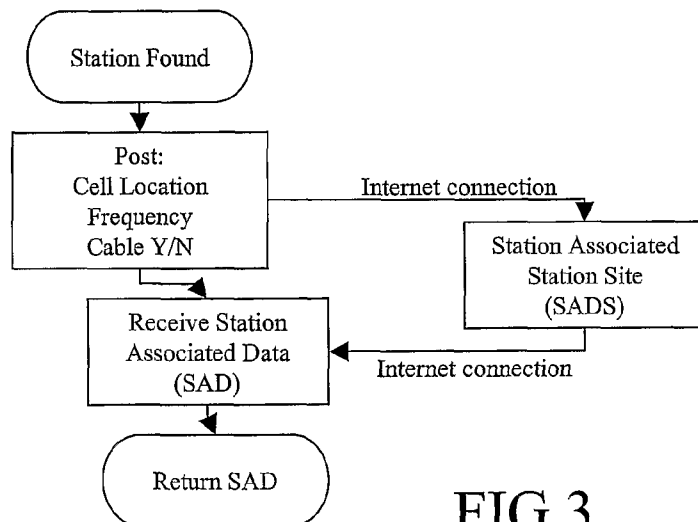 Station Found
Post:
Cell Location
Frequency
Cable Y/N
Internet connection
Station Associated
Station Site
(SADS)
Receive Station
Associated Data
(SAD)
Internet connection
Return SAD
FIG 3